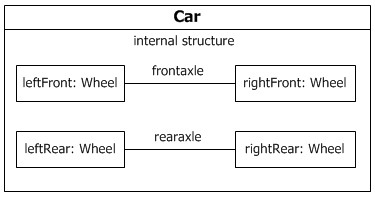 Car
internal structure
frontaxle
leftFront: Wheel
rightFront: Wheel
rearaxle
leftRear: Wheel
rightRear: Wheel